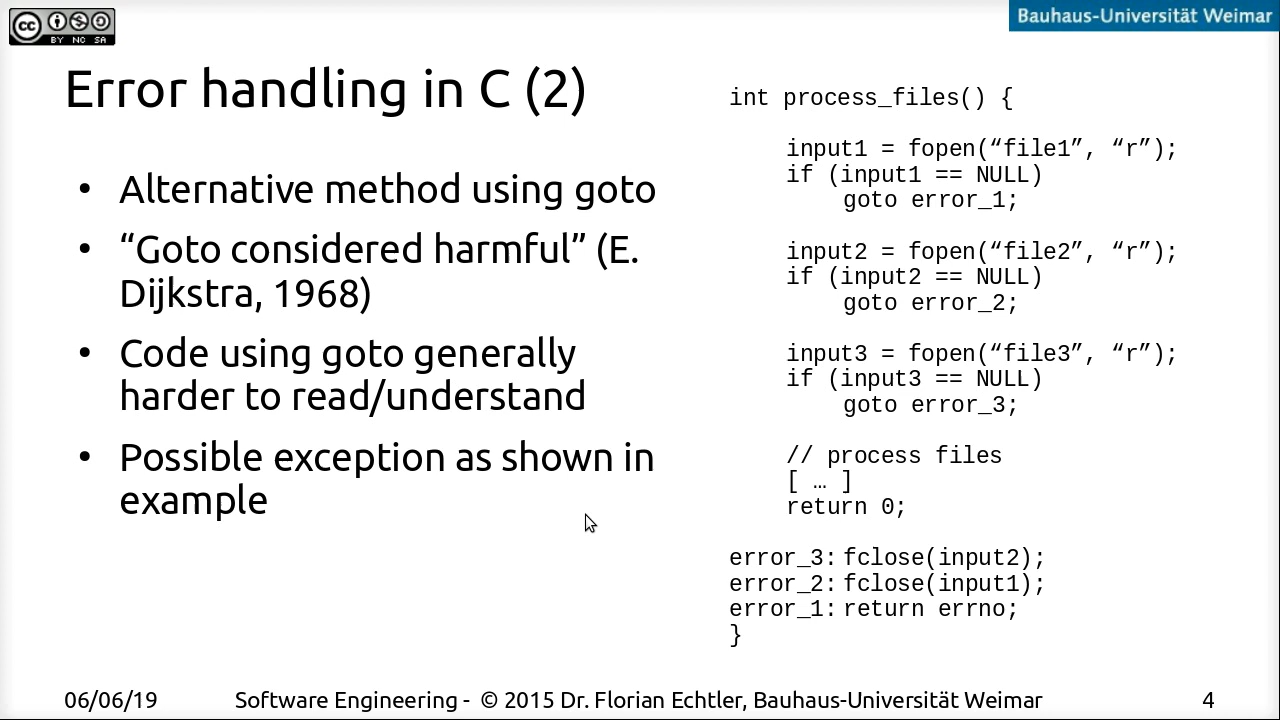 cc BY NC SA
Bauhaus-Universität Weimar
Error handling in C (2)
• Alternative method using goto
• “Goto considered harmful” (E.
Dijkstra, 1968)
• Code using goto generally
harder to read/understand
• Possible exception as shown in
example
int process_files() {
input1 = fopen(“file1”, “r”);
if (input1 == NULL)
goto error_1;
input2 = fopen(“file2”, “r”);
if (input2 == NULL)
goto error_2;
input3 = fopen(“file3”, “r”);
if (input3 == NULL)
goto error_3;
// process files
[ … ]
return 0;
error_3: fclose(input2);
error_2: fclose(input1);
error_1: return errno;
}
06/06/19
Software Engineering - © 2015 Dr. Florian Echtler, Bauhaus-Universität Weimar
4